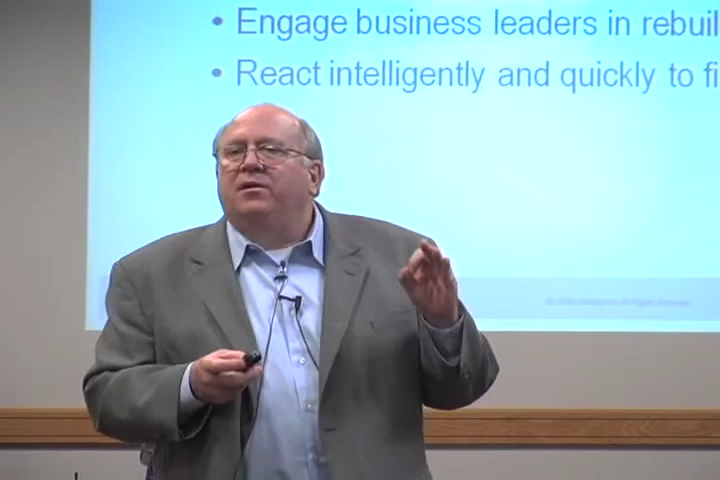 • Engage business leaders in rebuil
• React intelligently and quickly to fi